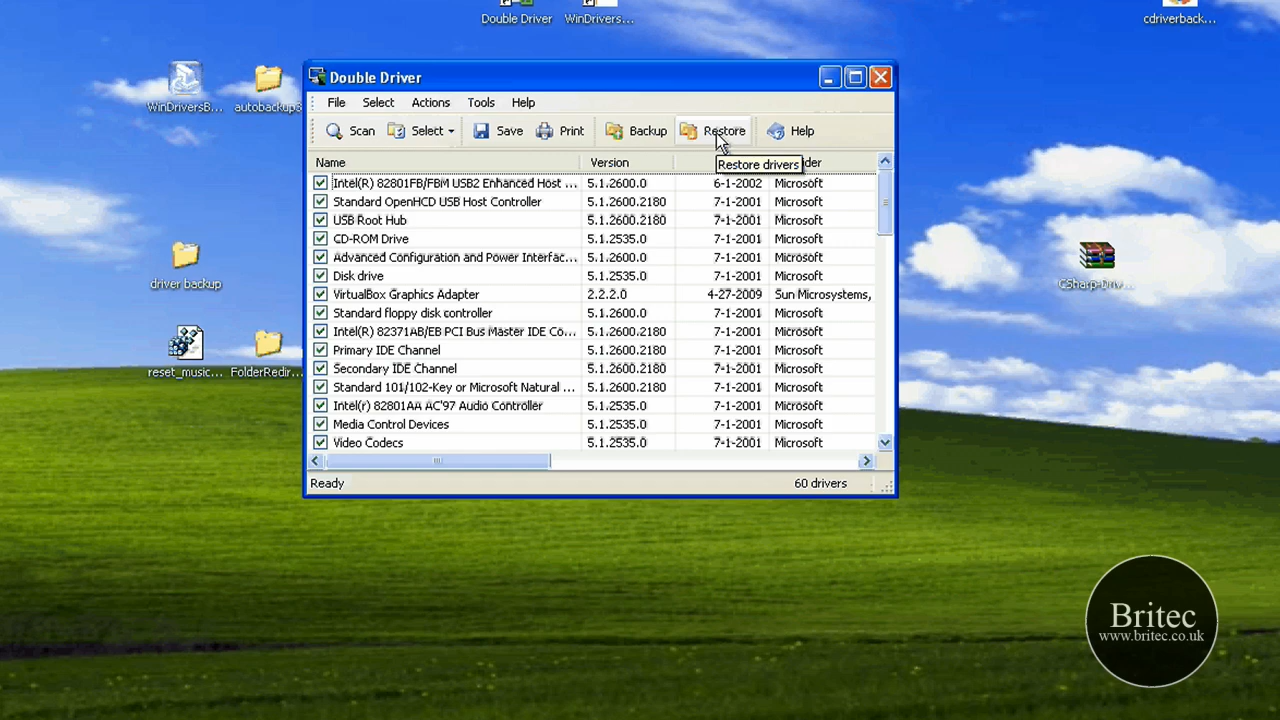 Double Driver
WinDrivers...
cdriverback...
WinDriversB...
autobackup3
Double Driver
File Select Actions Tools Help
Scan Select Save Print Backup Restore Help
Name Version der
Restore drivers
Intel(R) 82801FB/FBM USB2 Enhanced Host ... 5.1.2600.0 6-1-2002 Microsoft
Standard OpenHCD USB Host Controller 5.1.2600.2180 7-1-2001 Microsoft
USB Root Hub 5.1.2600.2180 7-1-2001 Microsoft
CD-ROM Drive 5.1.2535.0 7-1-2001 Microsoft
Advanced Configuration and Power Interfac... 5.1.2600.0 7-1-2001 Microsoft
Disk drive 5.1.2535.0 7-1-2001 Microsoft
VirtualBox Graphics Adapter 2.2.2.0 4-27-2009 Sun Microsystems,
Standard floppy disk controller 5.1.2600.0 7-1-2001 Microsoft
Intel(R) 82371AB/EB PCI Bus Master IDE Co... 5.1.2600.2180 7-1-2001 Microsoft
Primary IDE Channel 5.1.2600.2180 7-1-2001 Microsoft
Secondary IDE Channel 5.1.2600.2180 7-1-2001 Microsoft
Standard 101/102-Key or Microsoft Natural ... 5.1.2600.2180 7-1-2001 Microsoft
Intel(r) 82801AA AC'97 Audio Controller 5.1.2535.0 7-1-2001 Microsoft
Media Control Devices 5.1.2535.0 7-1-2001 Microsoft
Video Codecs 5.1.2535.0 7-1-2001 Microsoft
Ready 60 drivers
driver backup
CSharp-Driv...
reset_music...
FolderRedir...
Britec
www.britec.co.uk